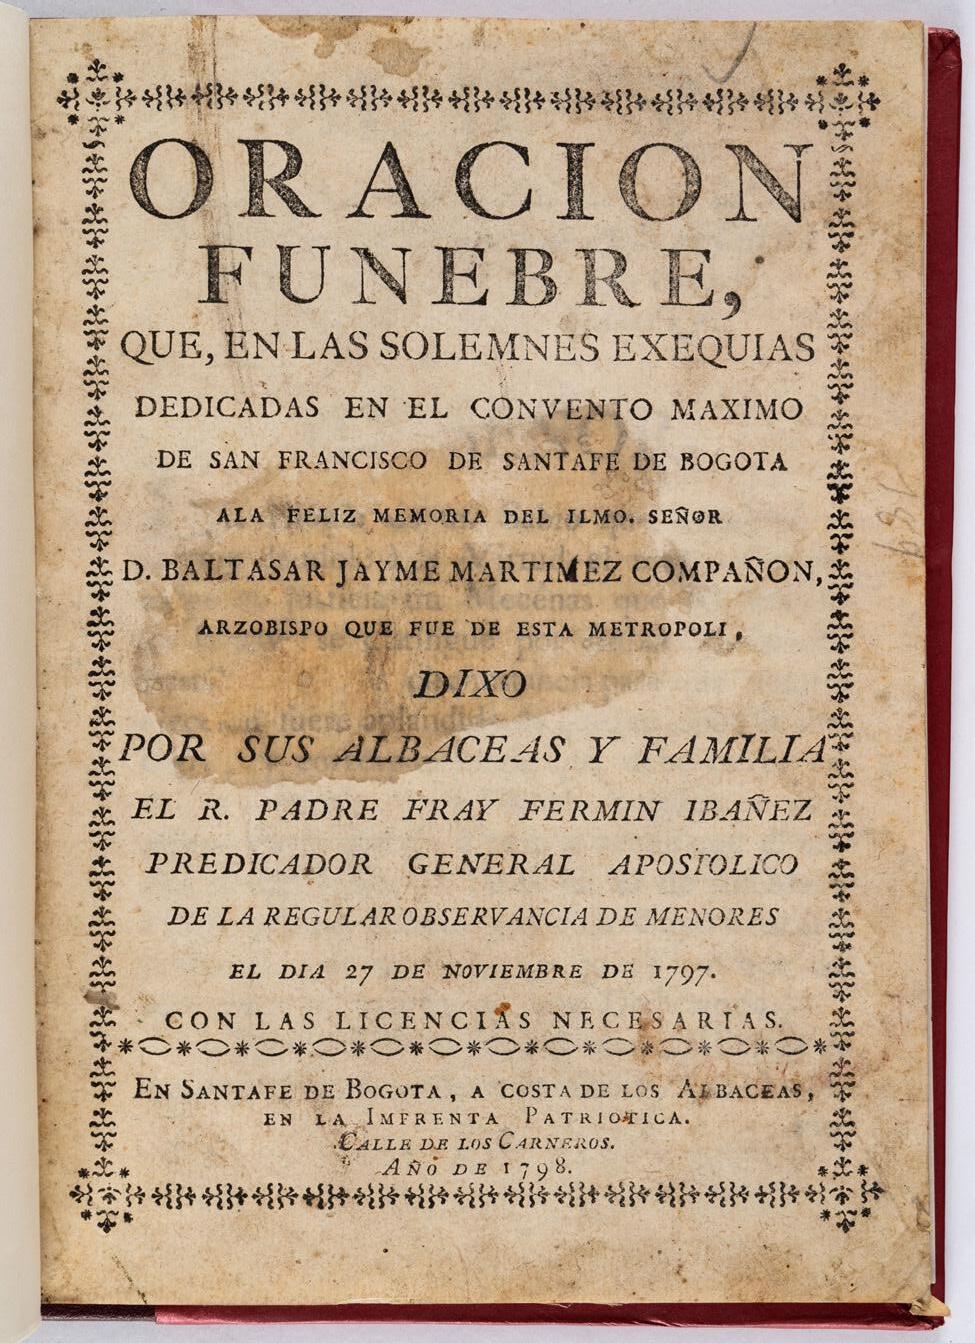 ORACION
FUNEBRE,
QUE, EN LAS SOLEMNES EXEQUIAS
DEDICADAS EN EL CONVENTO MAXIMO
DE SAN FRANCISCO DE SANTAFE DE BOGOTA
ALA FELIZ MEMORIA DEL ILMO. SEÑOR
D. BALTASAR JAYME MARTIMEZ COMPAÑON,
ARZOBISPO QUE FUE DE ESTA METROPOLI,
DIXO
POR SUS ALBACEAS Y FAMILIA
EL R. PADRE FRAY FERMIN IBAÑEZ
PREDICADOR GENERAL APOSTOLICO
DE LA REGULAR OBSERVANCIA DE MENORES
EL DIA 27 DE NOVIEMBRE DE 1797.
CON LAS LICENCIAS NECESARIAS.
EN SANTAFE DE BOGOTA, A COSTA DE LOS ALBACEAS,
EN LA IMPRENTA PATRIOTICA.
CALLE DE LOS CARNEROS.
AÑO DE 1798.